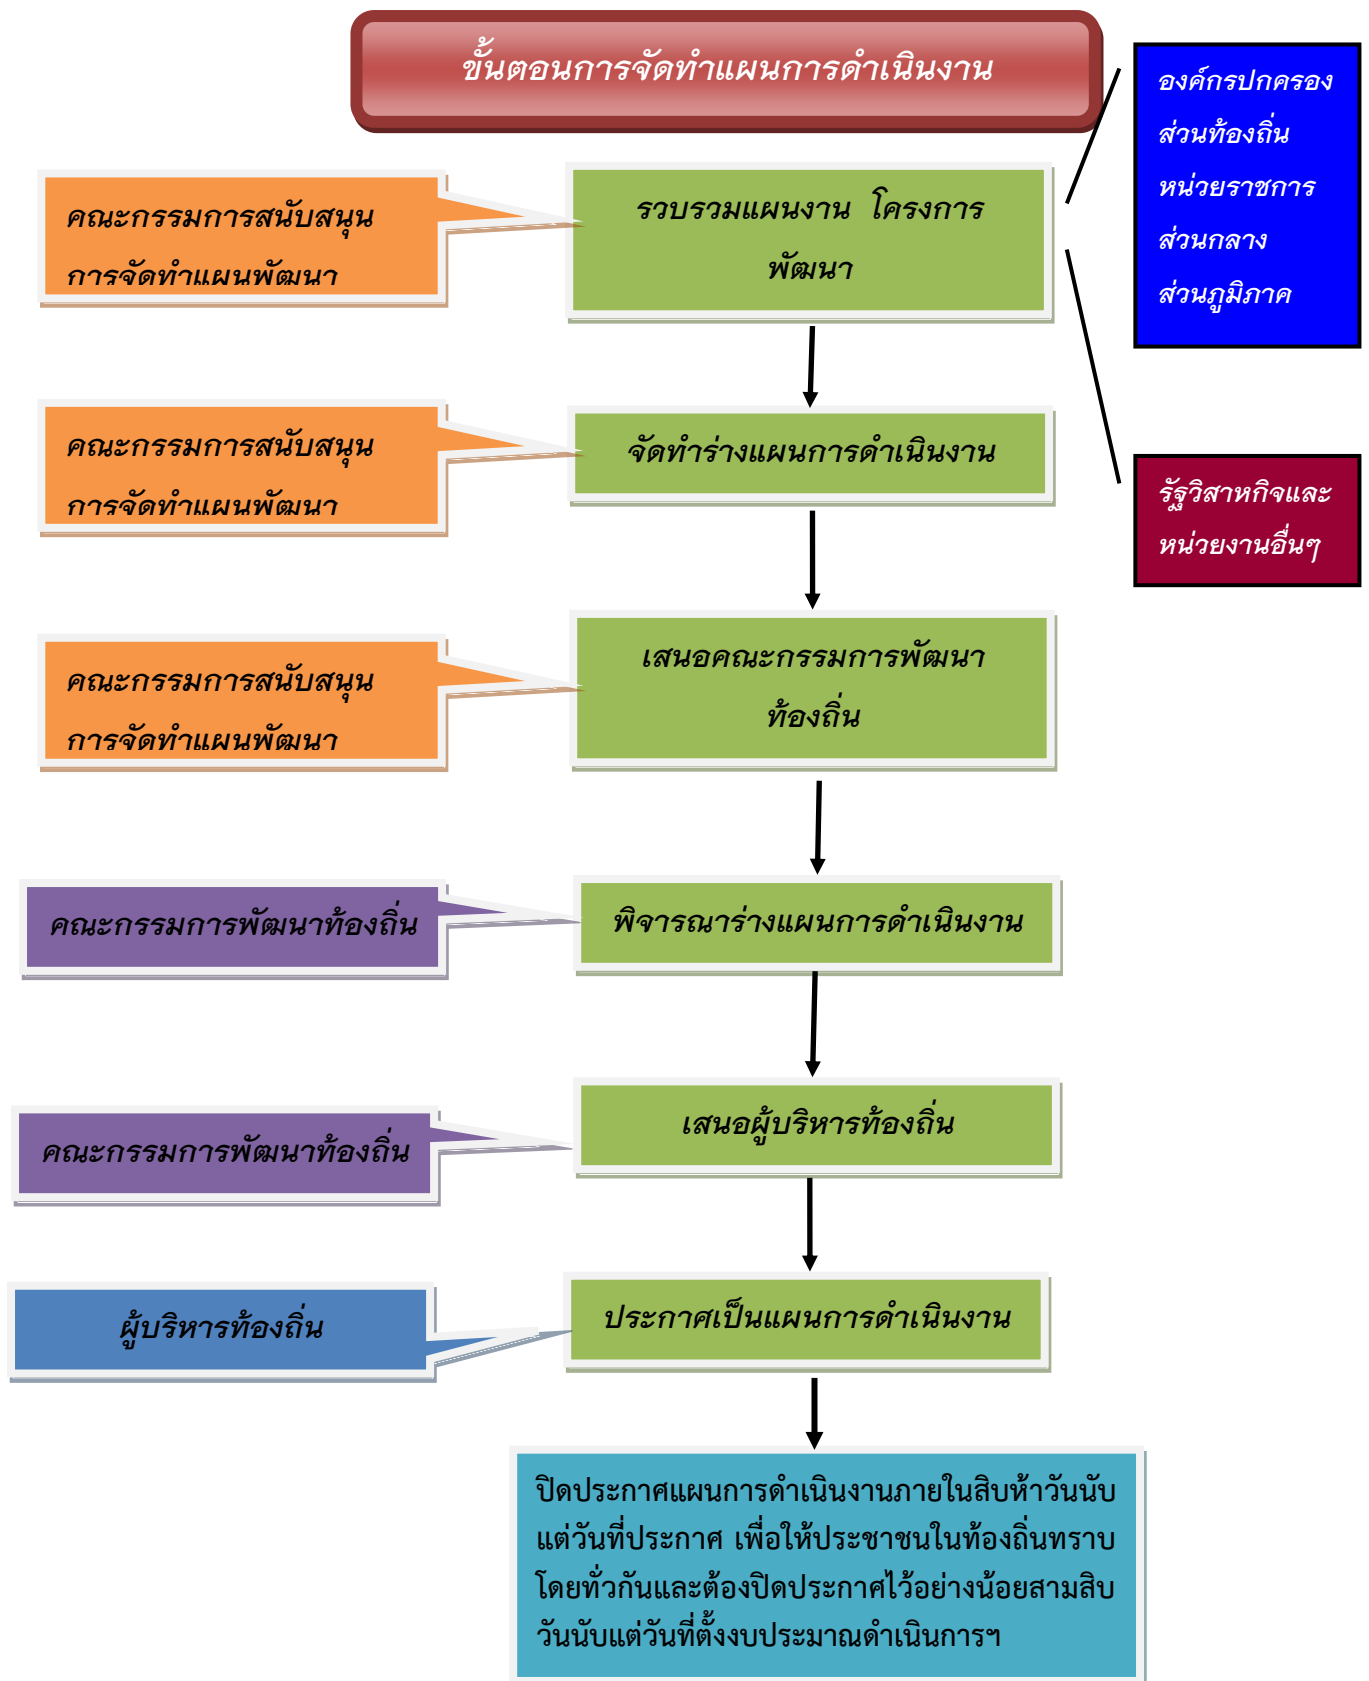 ขั้นตอนการจัดทำแผนการดำเนินงาน
องค์กรปกครอง
ส่วนท้องถิ่น
หน่วยราชการ
ส่วนกลาง
ส่วนภูมิภาค
คณะกรรมการสนับสนุน
การจัดทำแผนพัฒนา
รวบรวมแผนงาน โครงการ
พัฒนา
คณะกรรมการสนับสนุน
การจัดทำแผนพัฒนา
จัดทำร่างแผนการดำเนินงาน
รัฐวิสาหกิจและ
หน่วยงานอื่นๆ
คณะกรรมการสนับสนุน
การจัดทำแผนพัฒนา
เสนอคณะกรรมการพัฒนา
ท้องถิ่น
คณะกรรมการพัฒนาท้องถิ่น
พิจารณาร่างแผนการดำเนินงาน
คณะกรรมการพัฒนาท้องถิ่น
เสนอผู้บริหารท้องถิ่น
ผู้บริหารท้องถิ่น
ประกาศเป็นแผนการดำเนินงาน
ปิดประกาศแผนการดำเนินงานภายในสิบห้าวันนับ
แต่วันที่ประกาศ เพื่อให้ประชาชนในท้องถิ่นทราบ
โดยทั่วกันและต้องปิดประกาศไว้อย่างน้อยสามสิบ
วันนับแต่วันที่ตั้งงบประมาณดำเนินการฯ